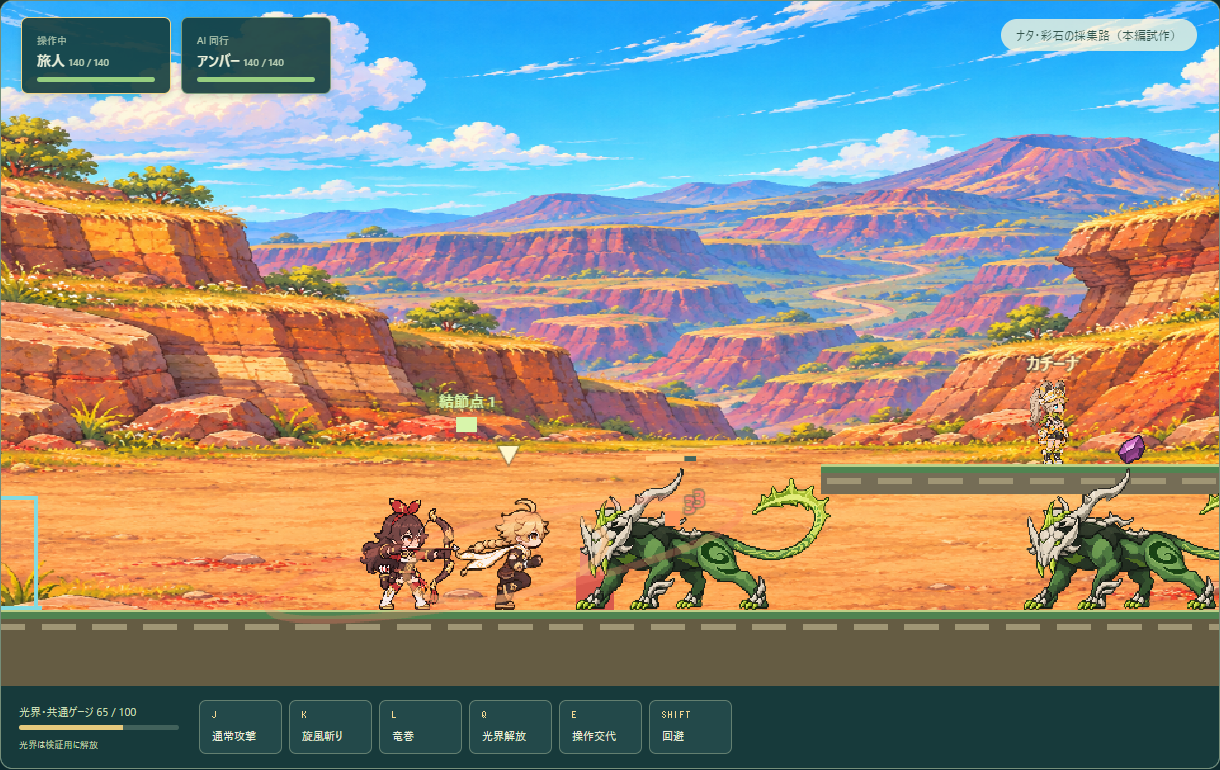 操作中
旅人 140 / 140
AI 同行
アンバー 140 / 140
ナタ・彩石の採集路（本編試作）
カチーナ
結節点 1
光界・共通ゲージ 65 / 100
光界は検証用に解放
J
通常攻撃
K
旋風斬り
L
竜巻
Q
光界解放
E
操作交代
SHIFT
回避